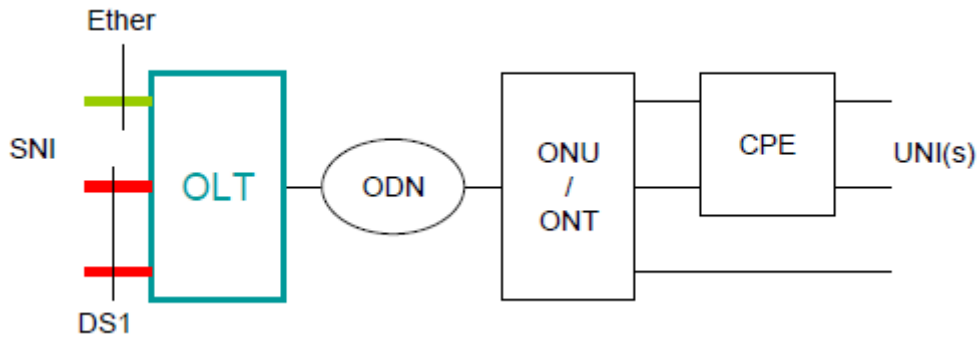 Ether
SNI
OLT
ODN
ONU
/
ONT
CPE
UNI(s)
DS1